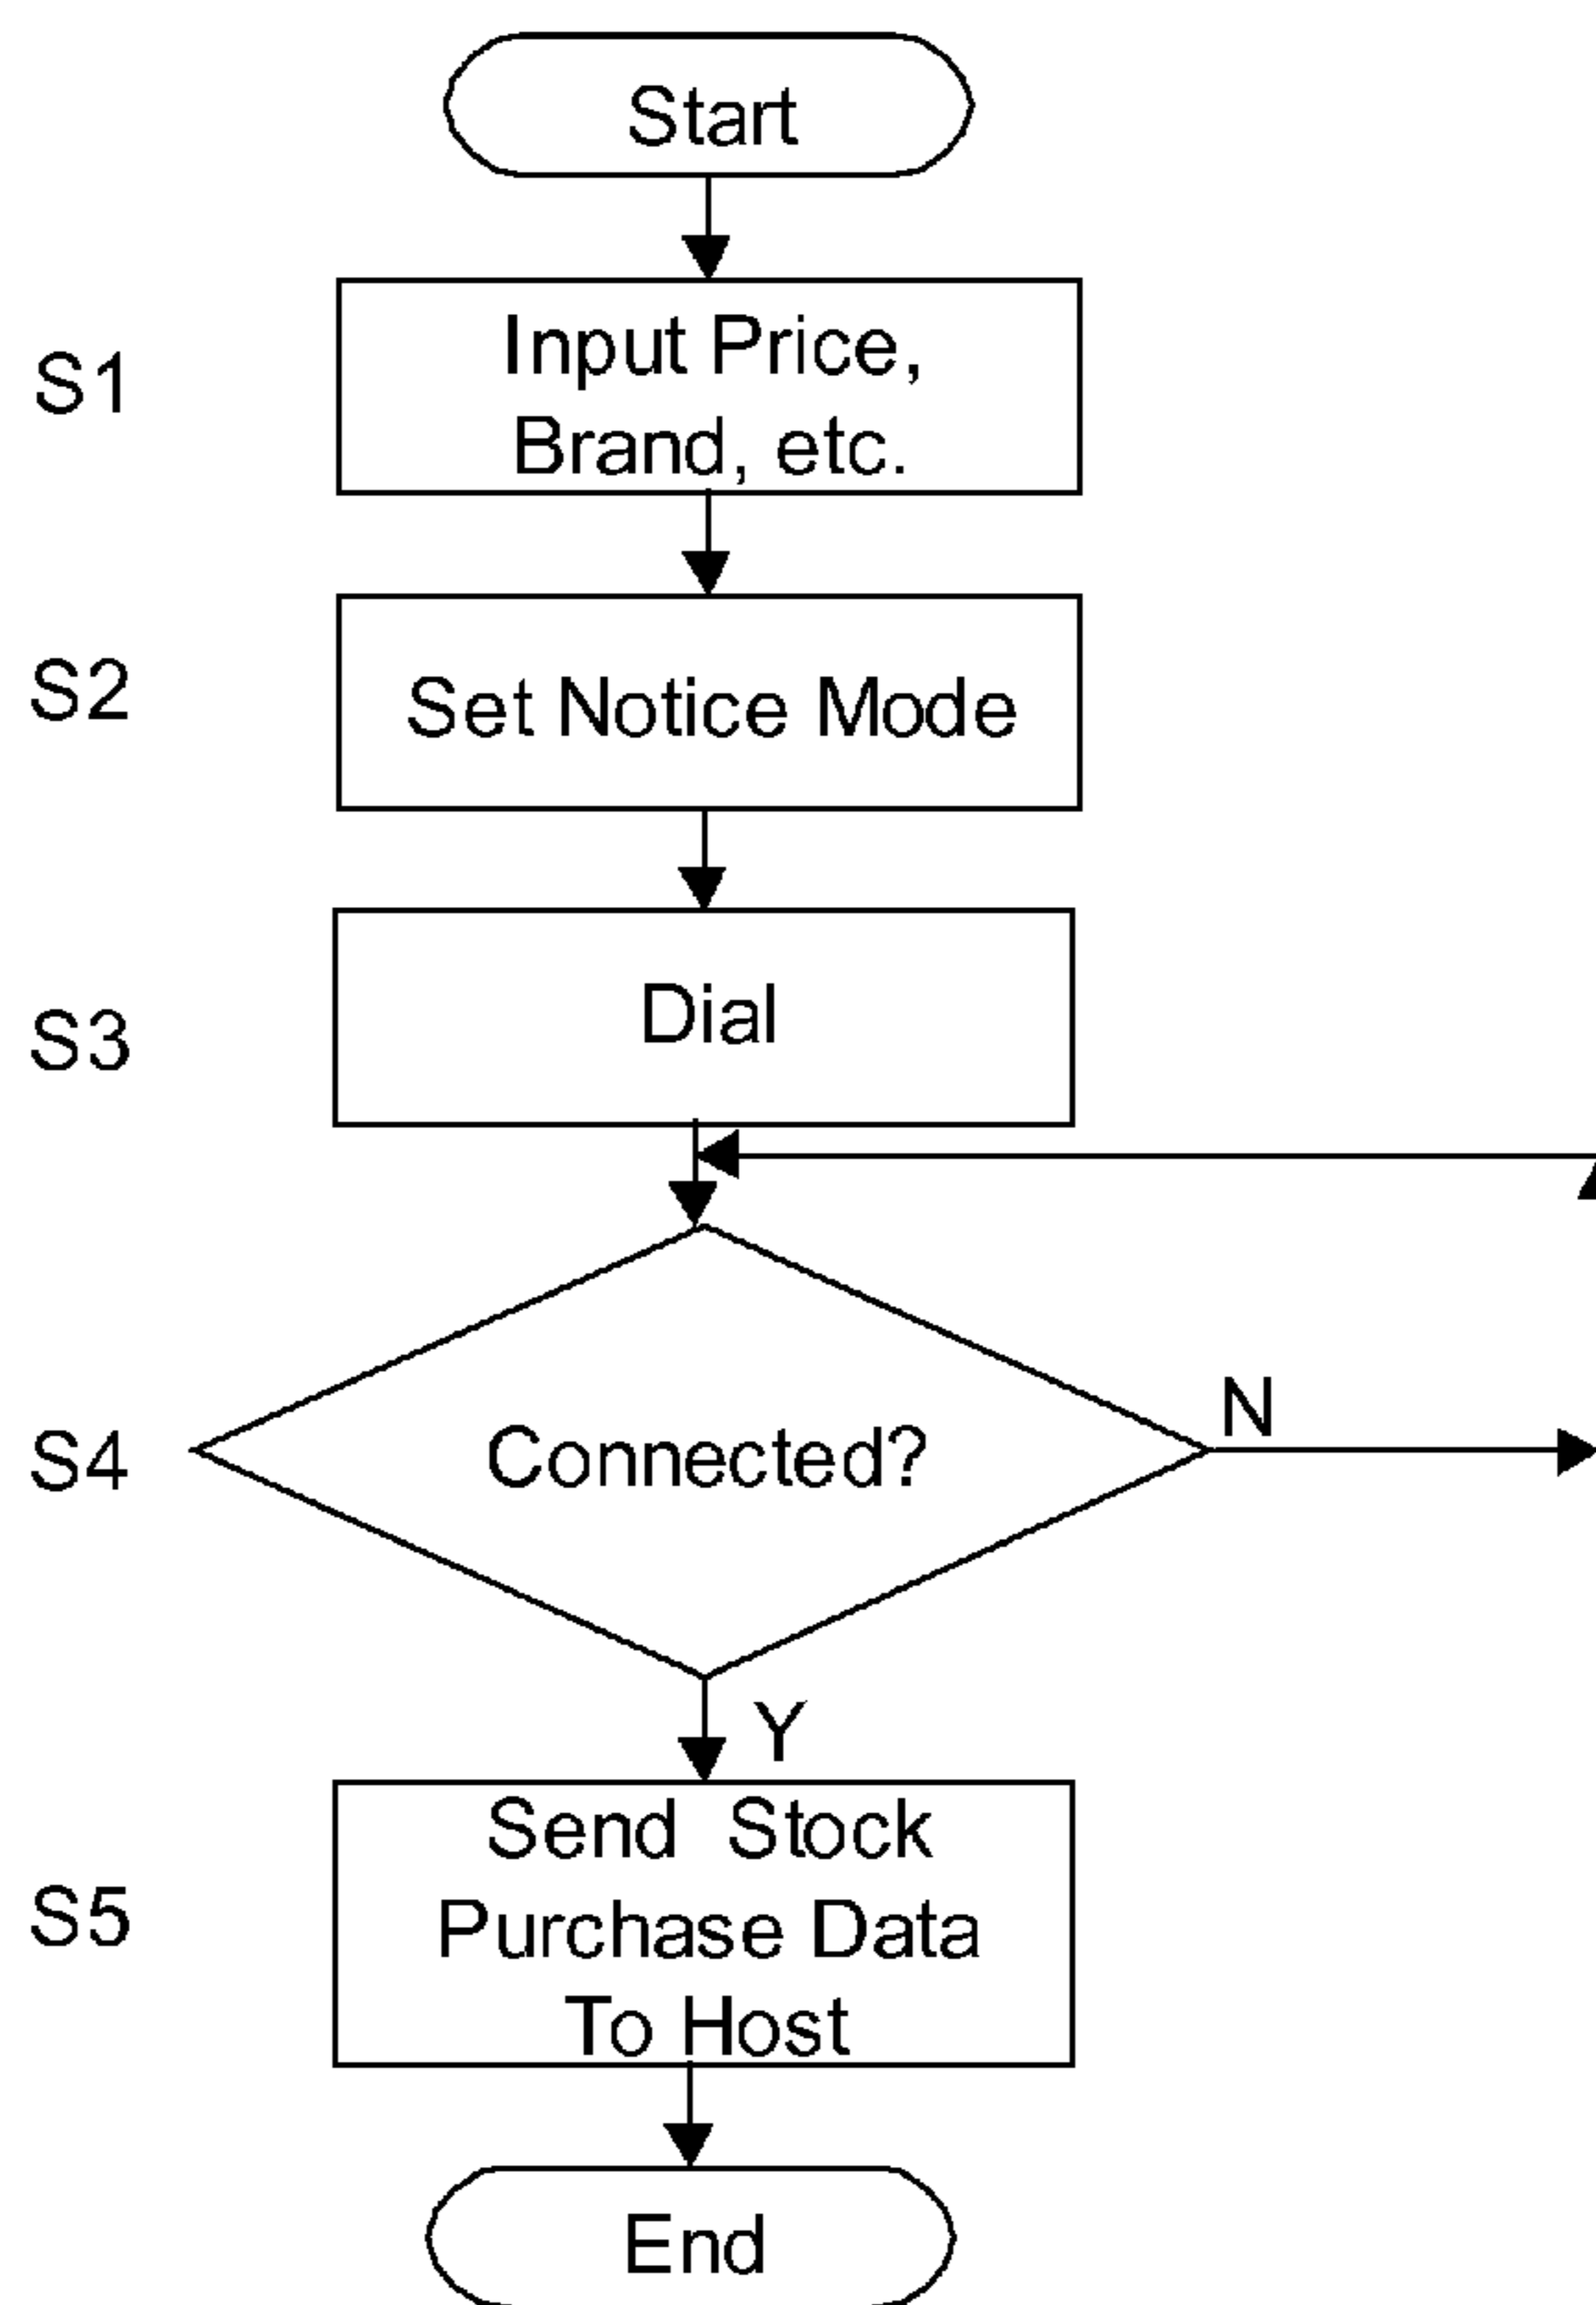 Start
S1
Input Price,
Brand, etc.
S2
Set Notice Mode
S3
Dial
S4
Connected?
N
Y
S5
Send Stock
Purchase Data
To Host
End